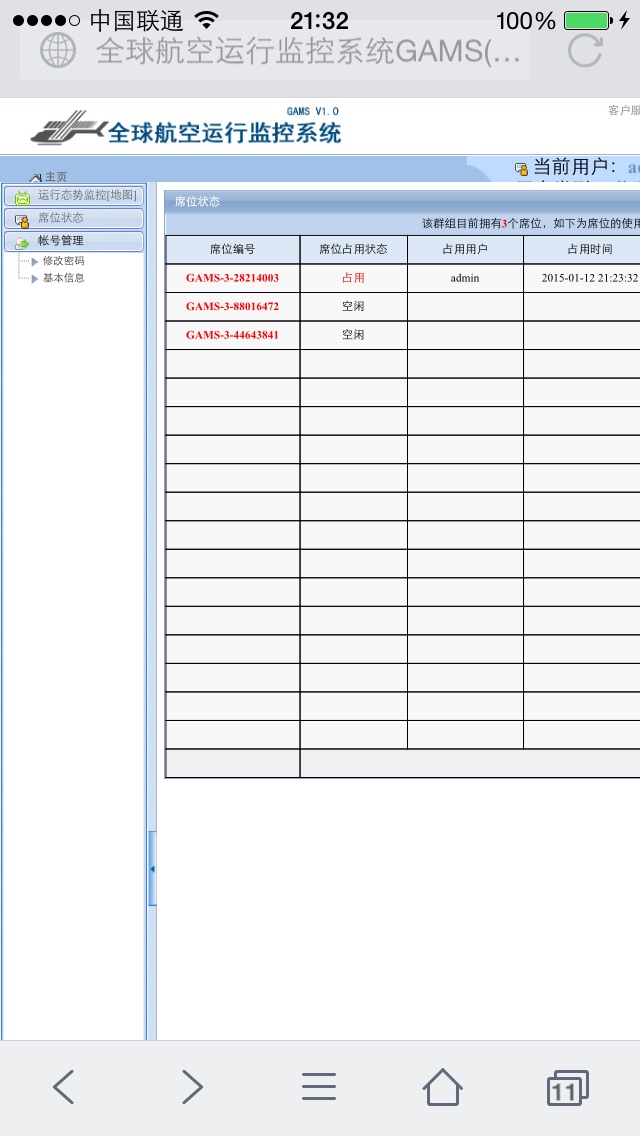 中国联通 21:32 100%
全球航空运行监控系统GAMS(...
GAMS V1.0
客户服
全球航空运行监控系统
当前用户：
主页
运行态势监控[地图]
席位状态
帐号管理
修改密码
基本信息
席位状态
该群组目前拥有3个席位，如下为席位的使用
席位编号 席位占用状态 占用用户 占用时间
GAMS-3-28214003 占用 admin 2015-01-12 21:23:32
GAMS-3-88016472 空闲
GAMS-3-44643841 空闲
11